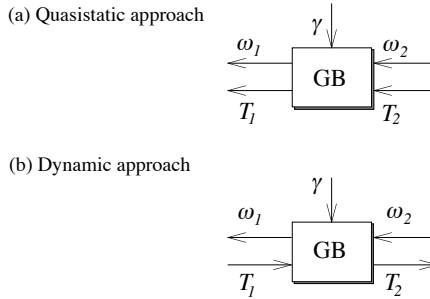 (a) Quasistatic approach
γ
ω1 ω2
GB
T1 T2
(b) Dynamic approach
γ
ω1 ω2
GB
T1 T2